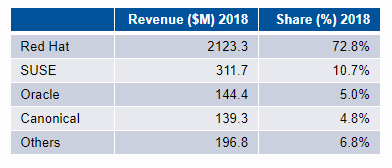 Revenue ($M) 2018 Share (%) 2018
Red Hat 2123.3 72.8%
SUSE 311.7 10.7%
Oracle 144.4 5.0%
Canonical 139.3 4.8%
Others 196.8 6.8%